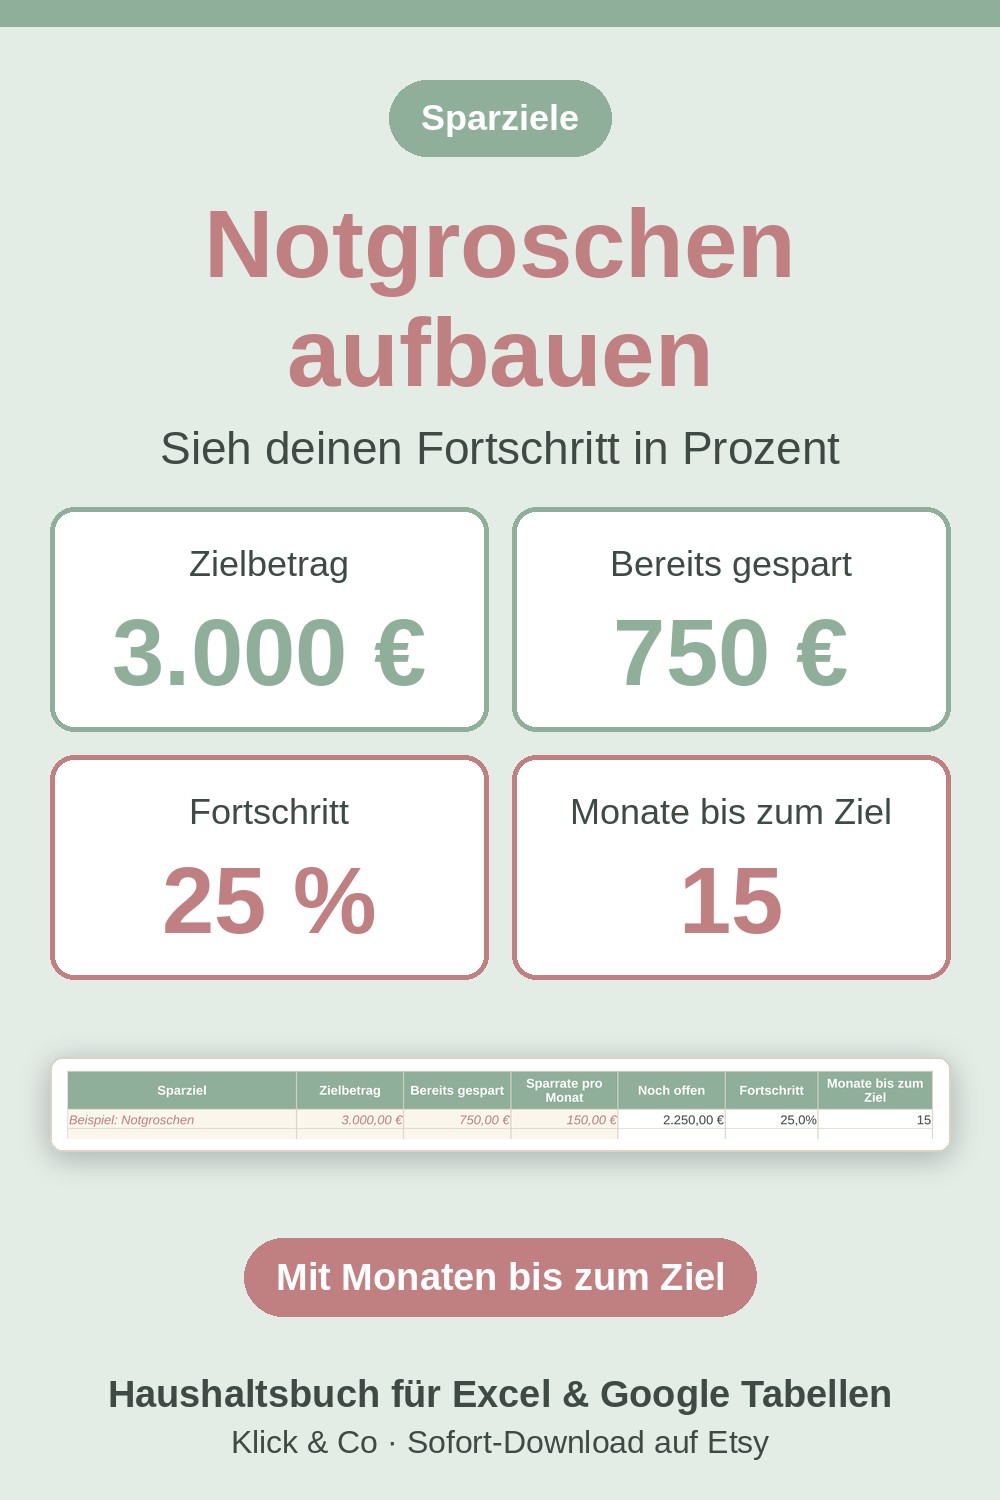 Sparziele
Notgroschen
aufbauen
Sieh deinen Fortschritt in Prozent
Zielbetrag
3.000 €
Bereits gespart
750 €
Fortschritt
25 %
Monate bis zum Ziel
15
Sparziel Zielbetrag Bereits gespart Sparrate pro Monat Noch offen Fortschritt Monate bis zum Ziel
Beispiel: Notgroschen 3.000,00 € 750,00 € 150,00 € 2.250,00 € 25,0% 15
Mit Monaten bis zum Ziel
Haushaltsbuch für Excel & Google Tabellen
Klick & Co · Sofort-Download auf Etsy